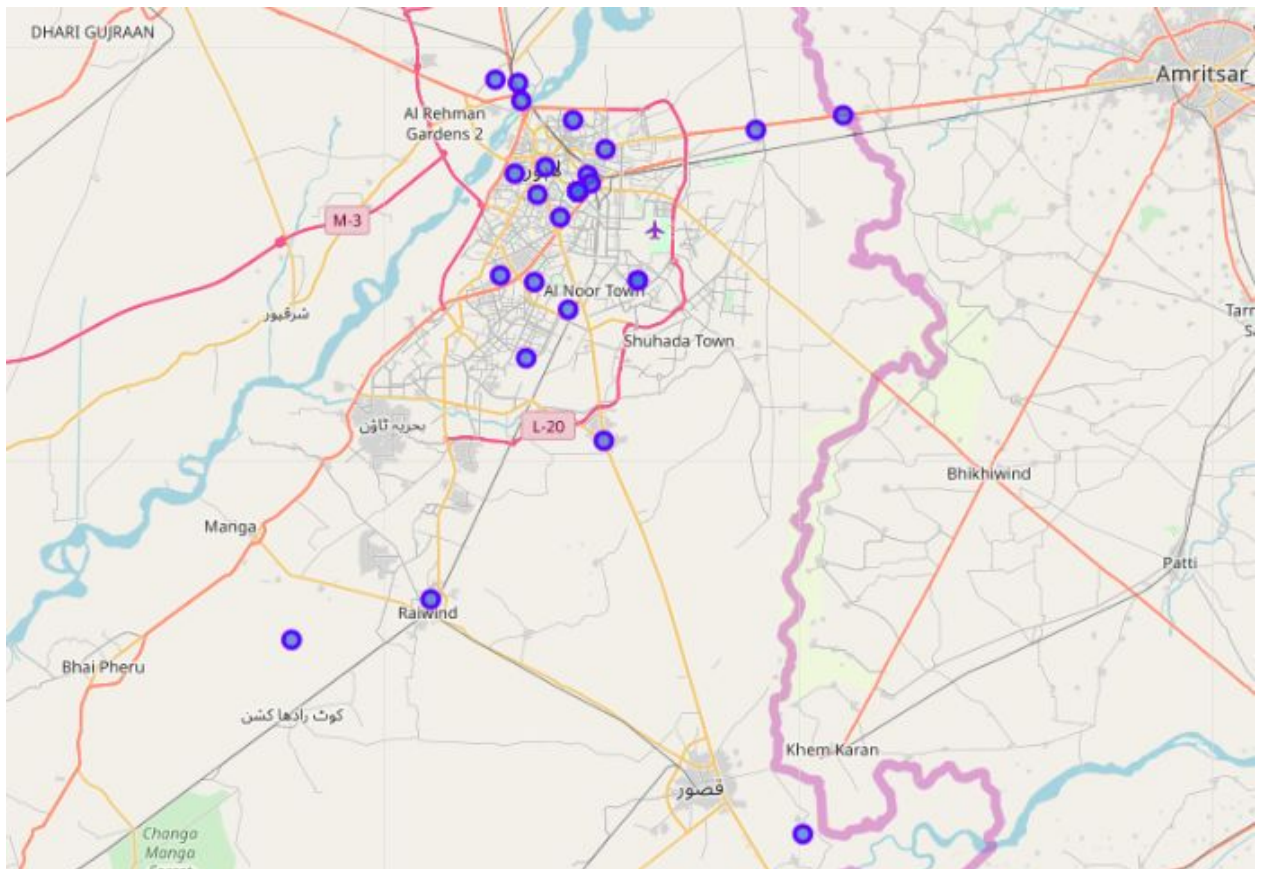 DHARI GUJRAAN
Amritsar
Al Rehman
Gardens 2
لاہور
M-3
Al Noor Town
شرقپور
Shuhada Town
بحریہ ٹاؤن
L-20
Bhikhiwind
Manga
Patti
Raiwind
Bhai Pheru
کوٹ رادھا کشن
Khem Karan
قصور
Changa
Manga